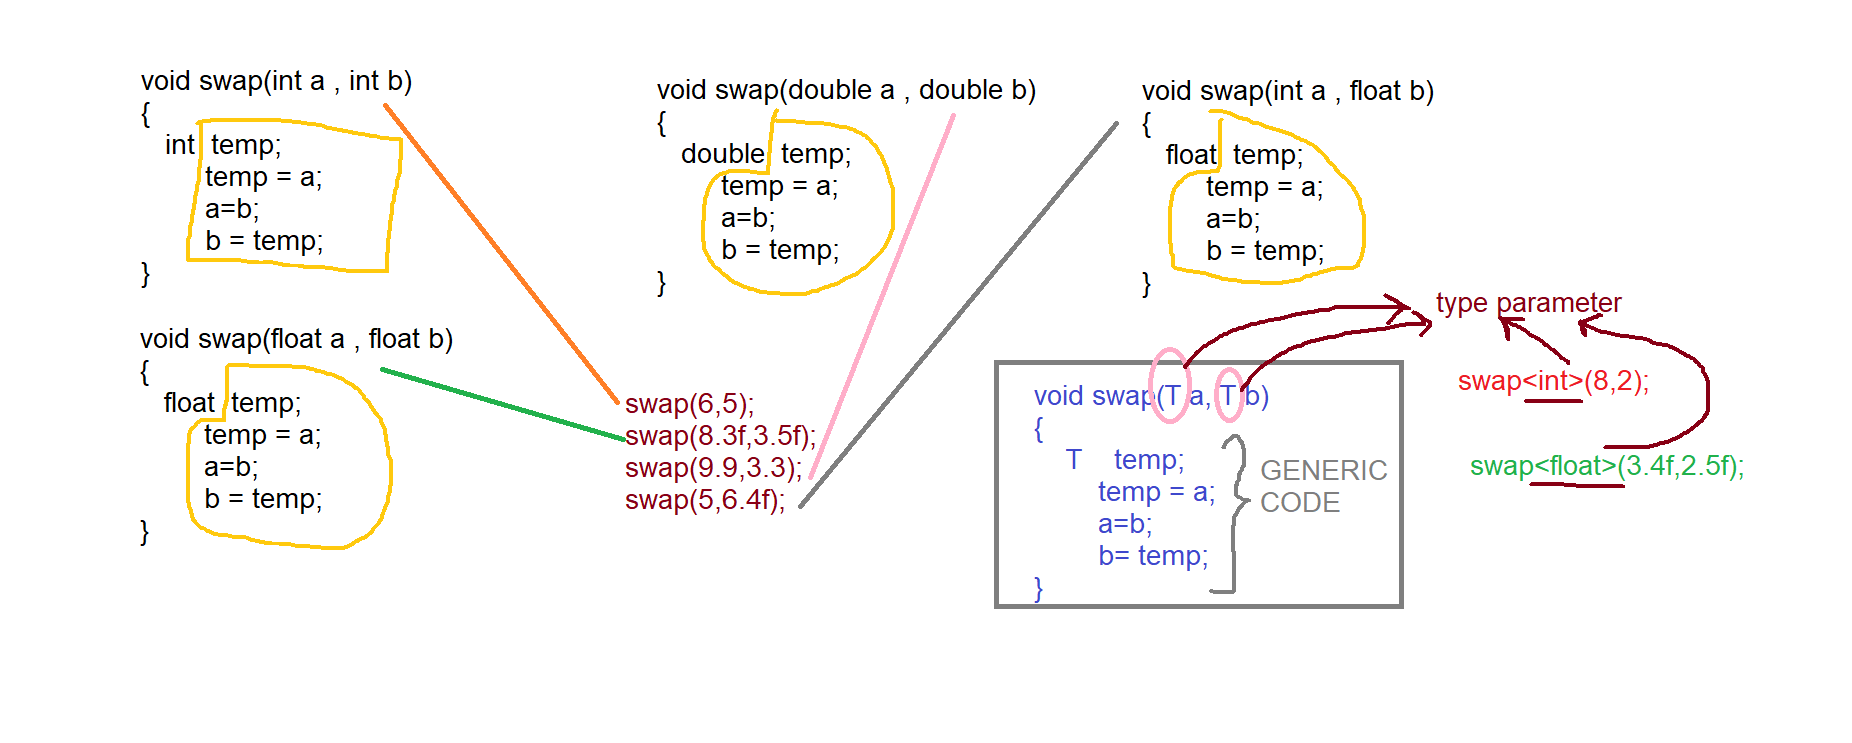 void swap(int a , int b)
{
int temp;
temp = a;
a=b;
b = temp;
}
void swap(float a , float b)
{
float temp;
temp = a;
a=b;
b = temp;
}
void swap(double a , double b)
{
double temp;
temp = a;
a=b;
b = temp;
}
swap(6,5);
swap(8.3f,3.5f);
swap(9.9,3.3);
swap(5,6.4f);
void swap(int a , float b)
{
float temp;
temp = a;
a=b;
b = temp;
}
type parameter
void swap(T a, T b)
{
T temp;
temp = a;
a=b;
b= temp;
}
GENERIC
CODE
swap<int>(8,2);
swap<float>(3.4f,2.5f);